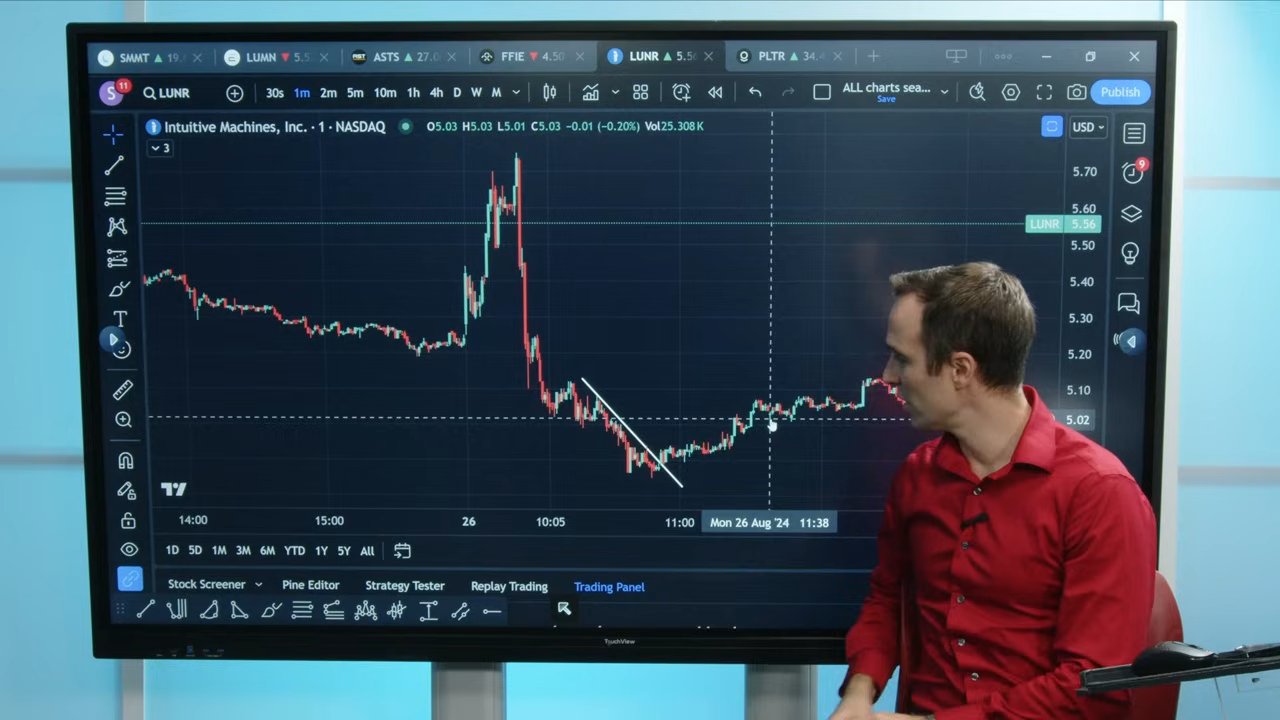 SMMT ▲ 19. LUMN ▼ 5.5 ASTS ▲ 27.0 FFIE ▼ 4.50 LUNR ▲ 5.56 PLTR ▲ 34.4
S 11 LUNR 30s 1m 2m 5m 10m 1h 4h D W M ALL charts sea... Save Publish
Intuitive Machines, Inc. · 1 · NASDAQ O5.03 H5.03 L5.01 C5.03 −0.01 (−0.20%) Vol25.308 K USD
3
9
5.70
5.60
LUNR 5.56
5.50
5.40
5.30
5.20
5.10
5.02
14:00 15:00 26 10:05 11:00 Mon 26 Aug '24 11:38
1D 5D 1M 3M 6M YTD 1Y 5Y All
Stock Screener Pine Editor Strategy Tester Replay Trading Trading Panel
TouchView